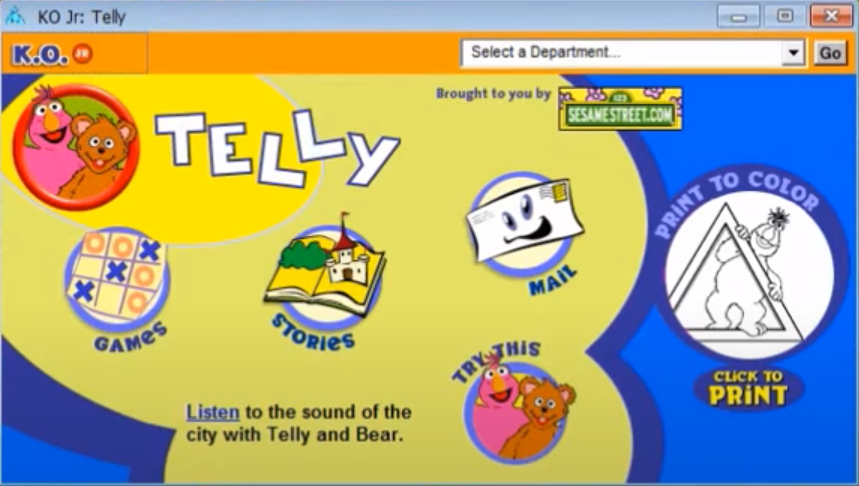 KO Jr: Telly
K.O. JR
Select a Department...
Go
TELLY
Brought to you by
123
SESAMESTREET.COM
PRINT TO COLOR
GAMES
STORIES
MAIL
TRY THIS
CLICK TO
PRINT
Listen to the sound of the
city with Telly and Bear.